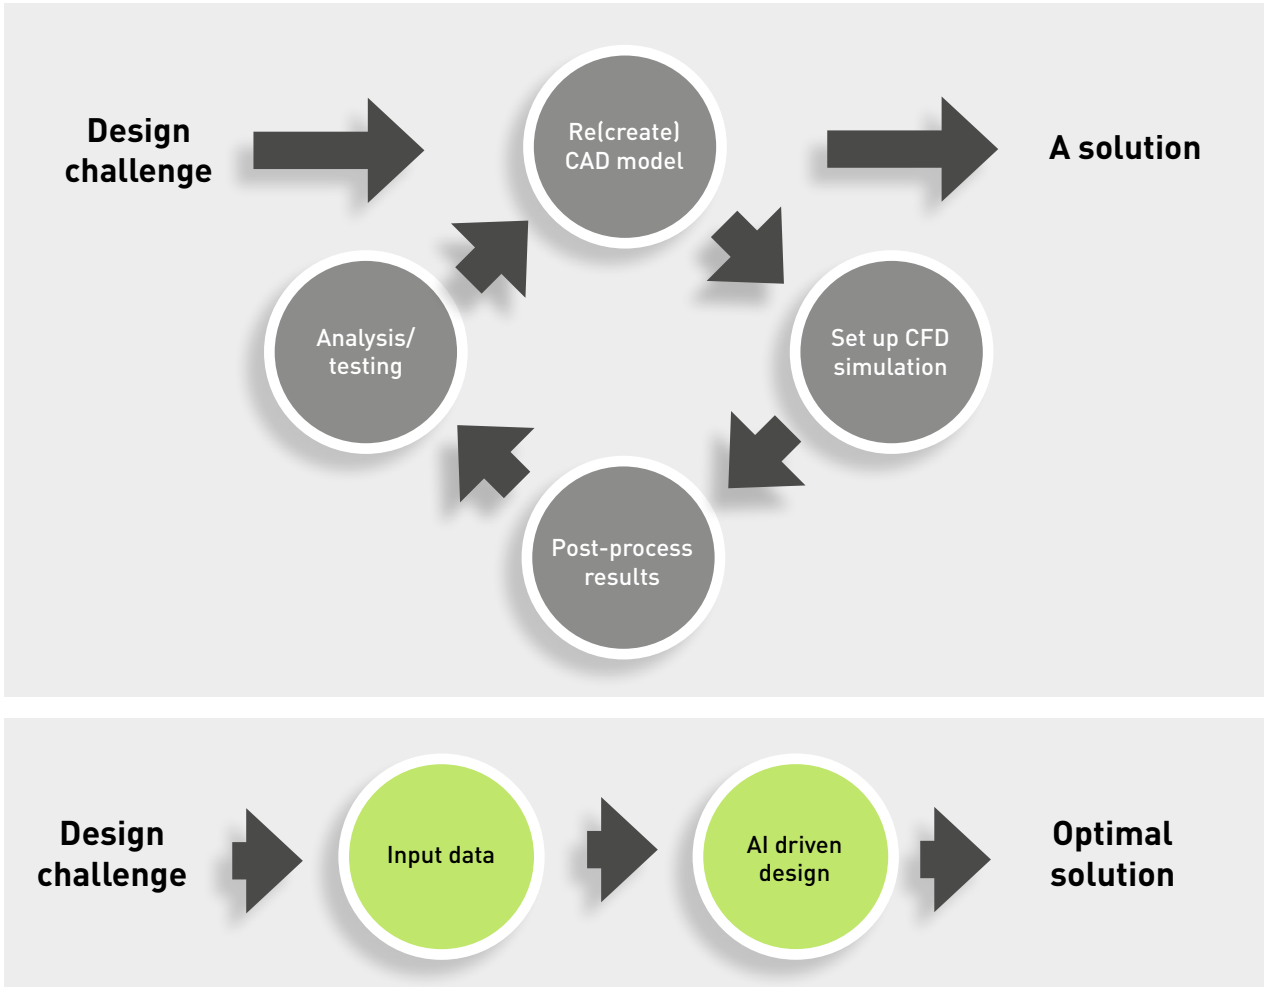 Design
challenge
Re(create)
CAD model
A solution
Analysis/
testing
Set up CFD
simulation
Post-process
results
Design
challenge
Input data
AI driven
design
Optimal
solution